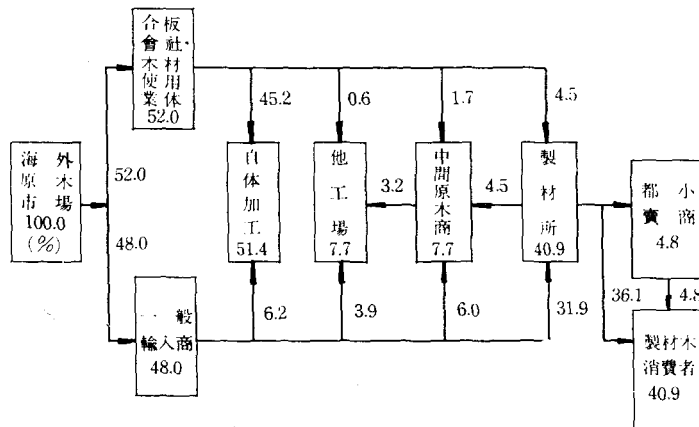 合板
會社·
木材
使用
業体
52.0
海外
原木
市場
100.0
(%)
52.0
48.0
一般
輸入商
48.0
45.2
0.6
1.7
4.5
自体加工
51.4
他工場
7.7
中間原木商
7.7
製材所
40.9
3.2
4.5
6.2
3.9
6.0
31.9
都小
賣商
4.8
36.1
4.8
製材木
消費者
40.9